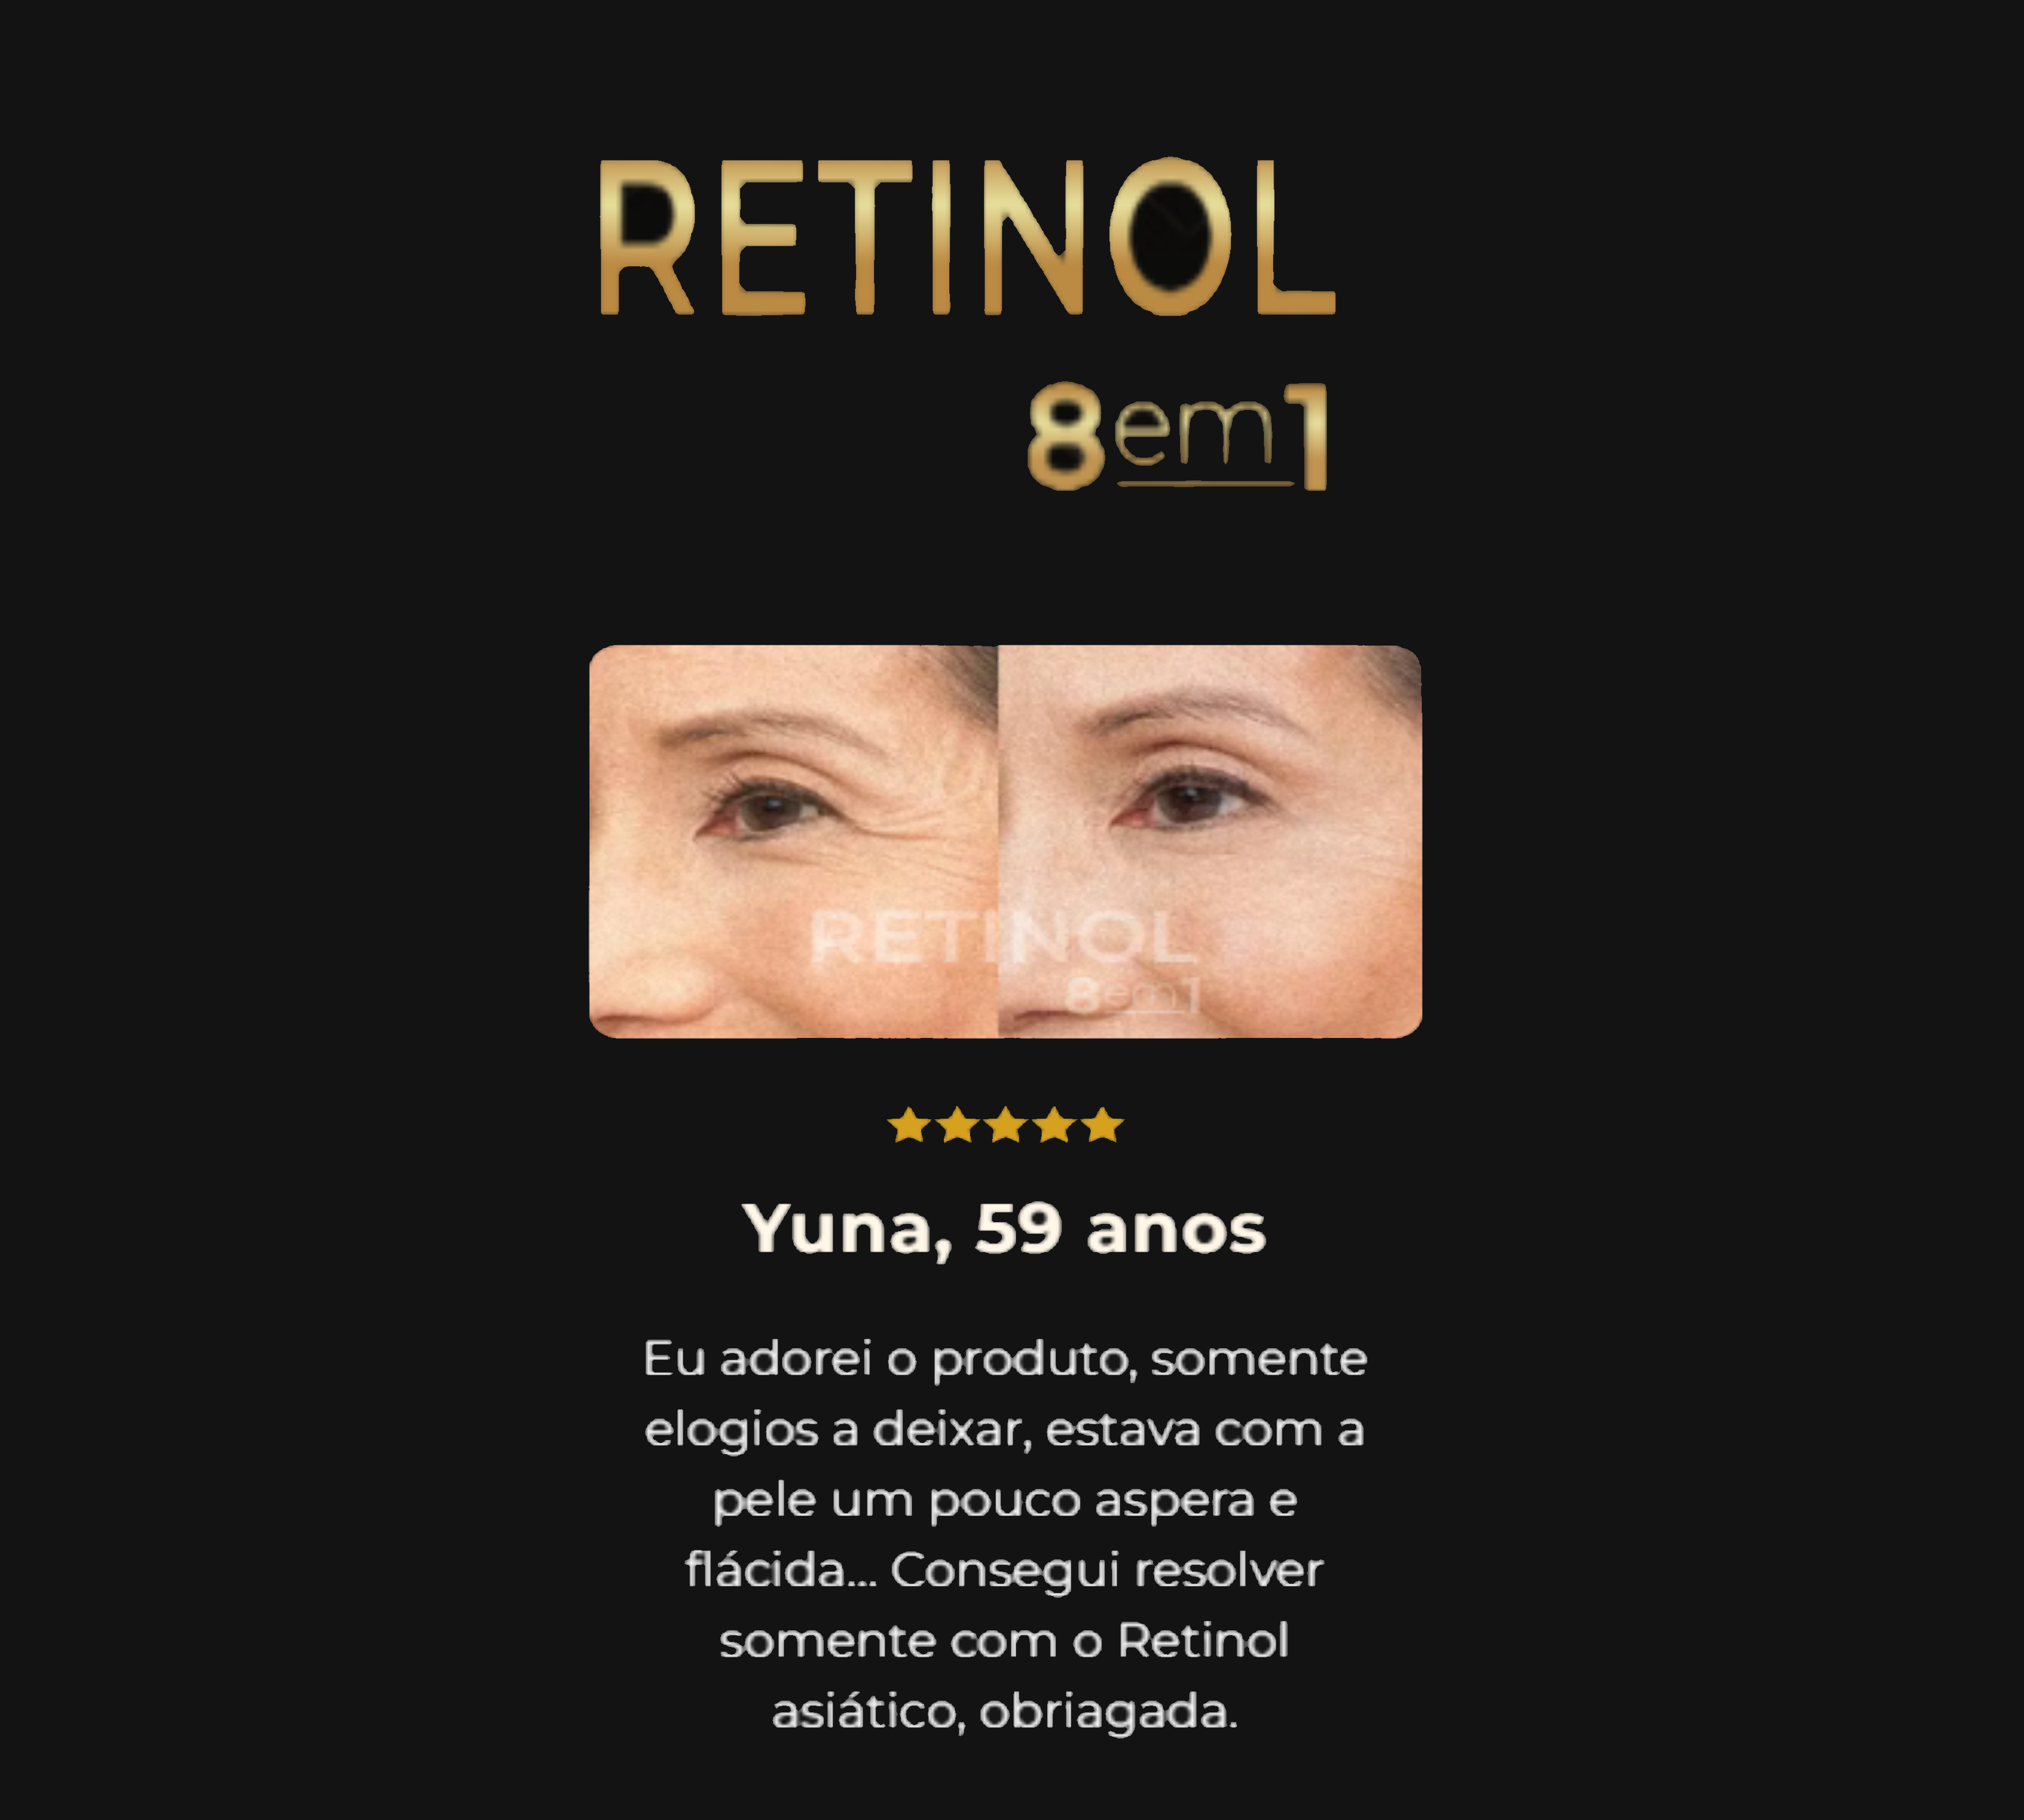 RETINOL
8em1
RETINOL
8em1
Yuna, 59 anos
Eu adorei o produto, somente
elogios a deixar, estava com a
pele um pouco aspera e
flácida... Consegui resolver
somente com o Retinol
asiático, obriagada.